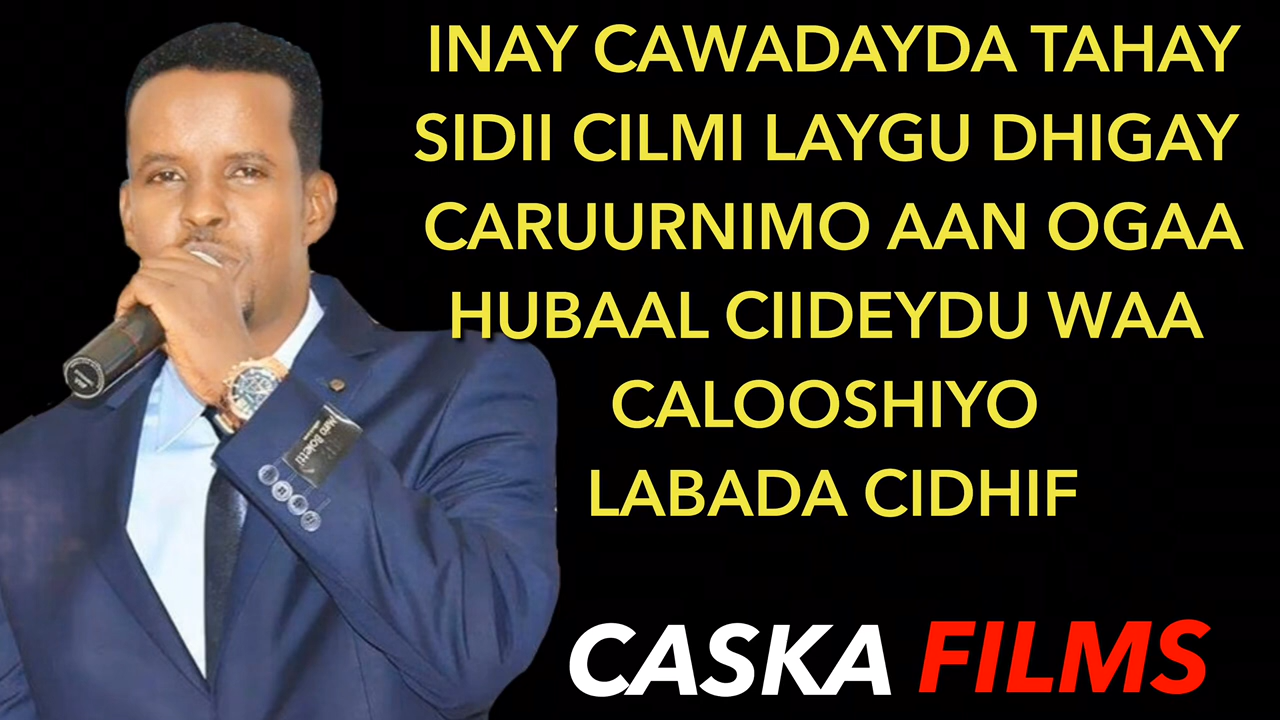 INAY CAWADAYDA TAHAY
SIDII CILMI LAYGU DHIGAY
CARUURNIMO AAN OGAA
HUBAAL CIIDEYDU WAA
CALOOSHIYO
LABADA CIDHIF
CASKA FILMS